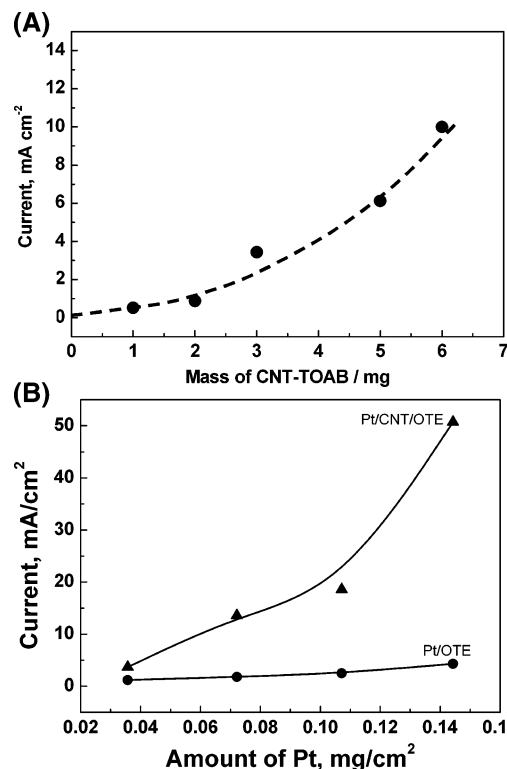 (A)
14
12
10
8
6
4
2
0
Current, mA cm-2
0 1 2 3 4 5 6 7
Mass of CNT-TOAB / mg
(B)
50
40
30
20
10
0
Current, mA/cm2
Pt/CNT/OTE
Pt/OTE
0.02 0.04 0.06 0.08 0.10 0.12 0.14 0.1
Amount of Pt, mg/cm2